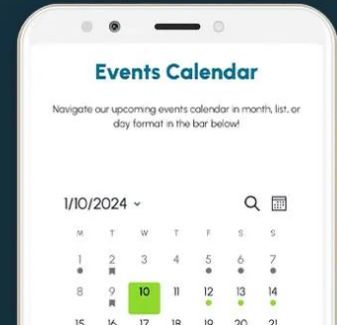 Events Calendar
Navigate our upcoming events calendar in month, list, or
day format in the bar below!
1/10/2024
M T W T F S S
1 2 3 4 5 6 7
8 9 10 11 12 13 14
15 16 17 18 19 20 21